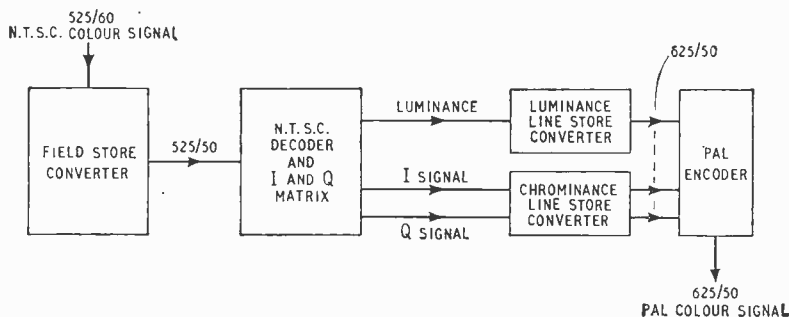 525/60
N.T.S.C. COLOUR SIGNAL
FIELD STORE
CONVERTER
525/50
N.T.S.C.
DECODER
AND
I AND Q
MATRIX
LUMINANCE
I SIGNAL
Q SIGNAL
LUMINANCE
LINE STORE
CONVERTER
CHROMINANCE
LINE STORE
CONVERTER
625/50
PAL
ENCODER
625/50
PAL COLOUR SIGNAL